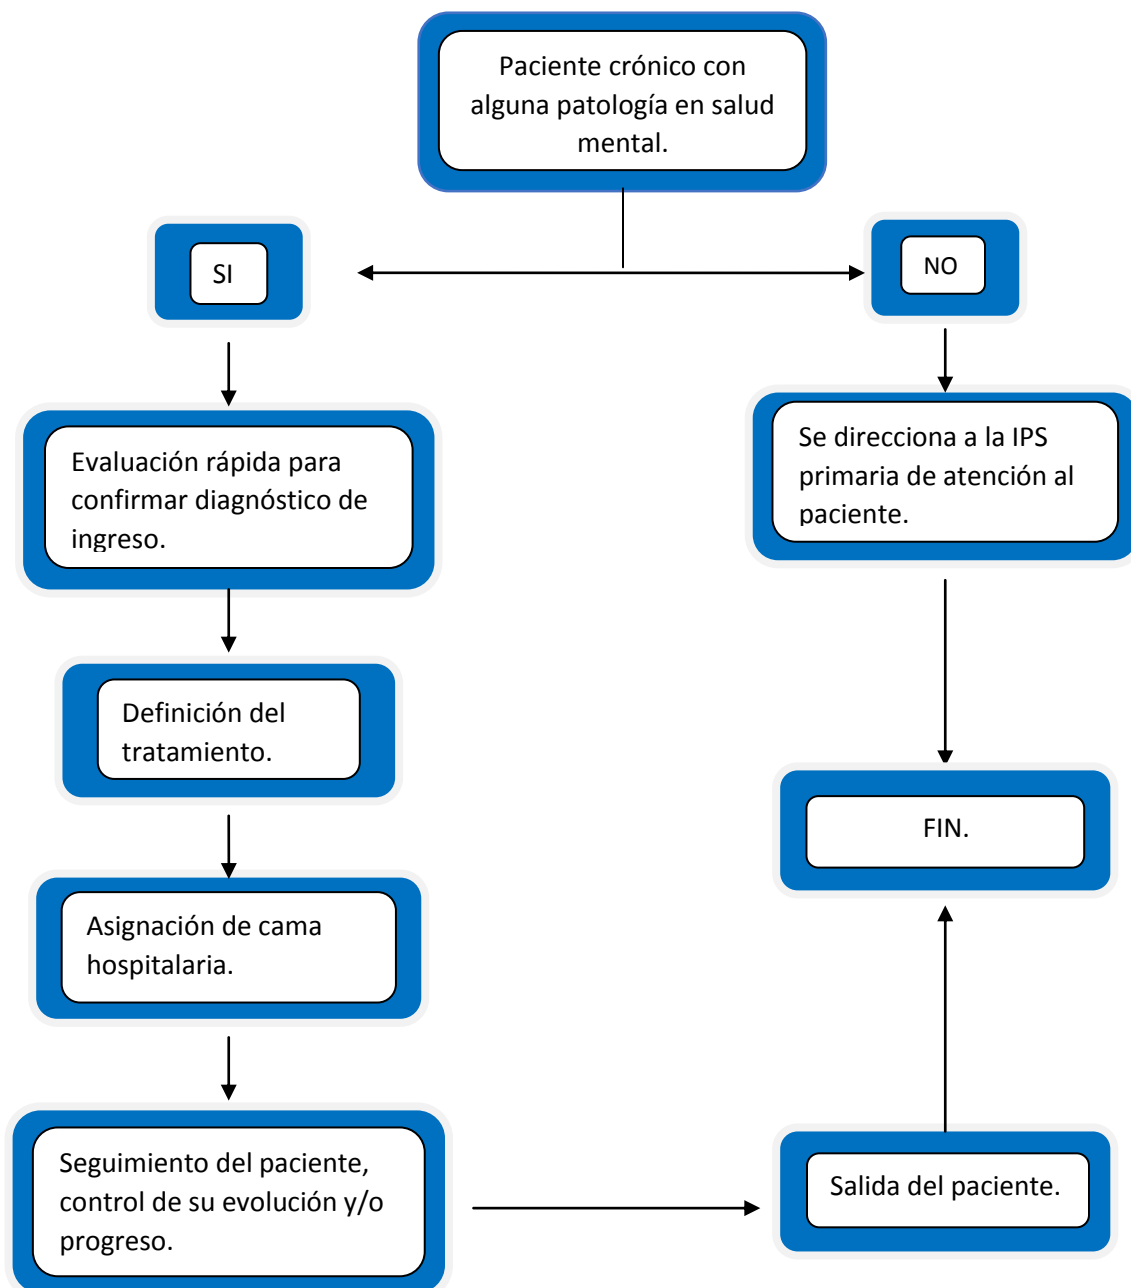 Paciente crónico con
alguna patología en salud
mental.
SI
NO
Evaluación rápida para
confirmar diagnóstico de
ingreso.
Se direcciona a la IPS
primaria de atención al
paciente.
Definición del
tratamiento.
FIN.
Asignación de cama
hospitalaria.
Seguimiento del paciente,
control de su evolución y/o
progreso.
Salida del paciente.